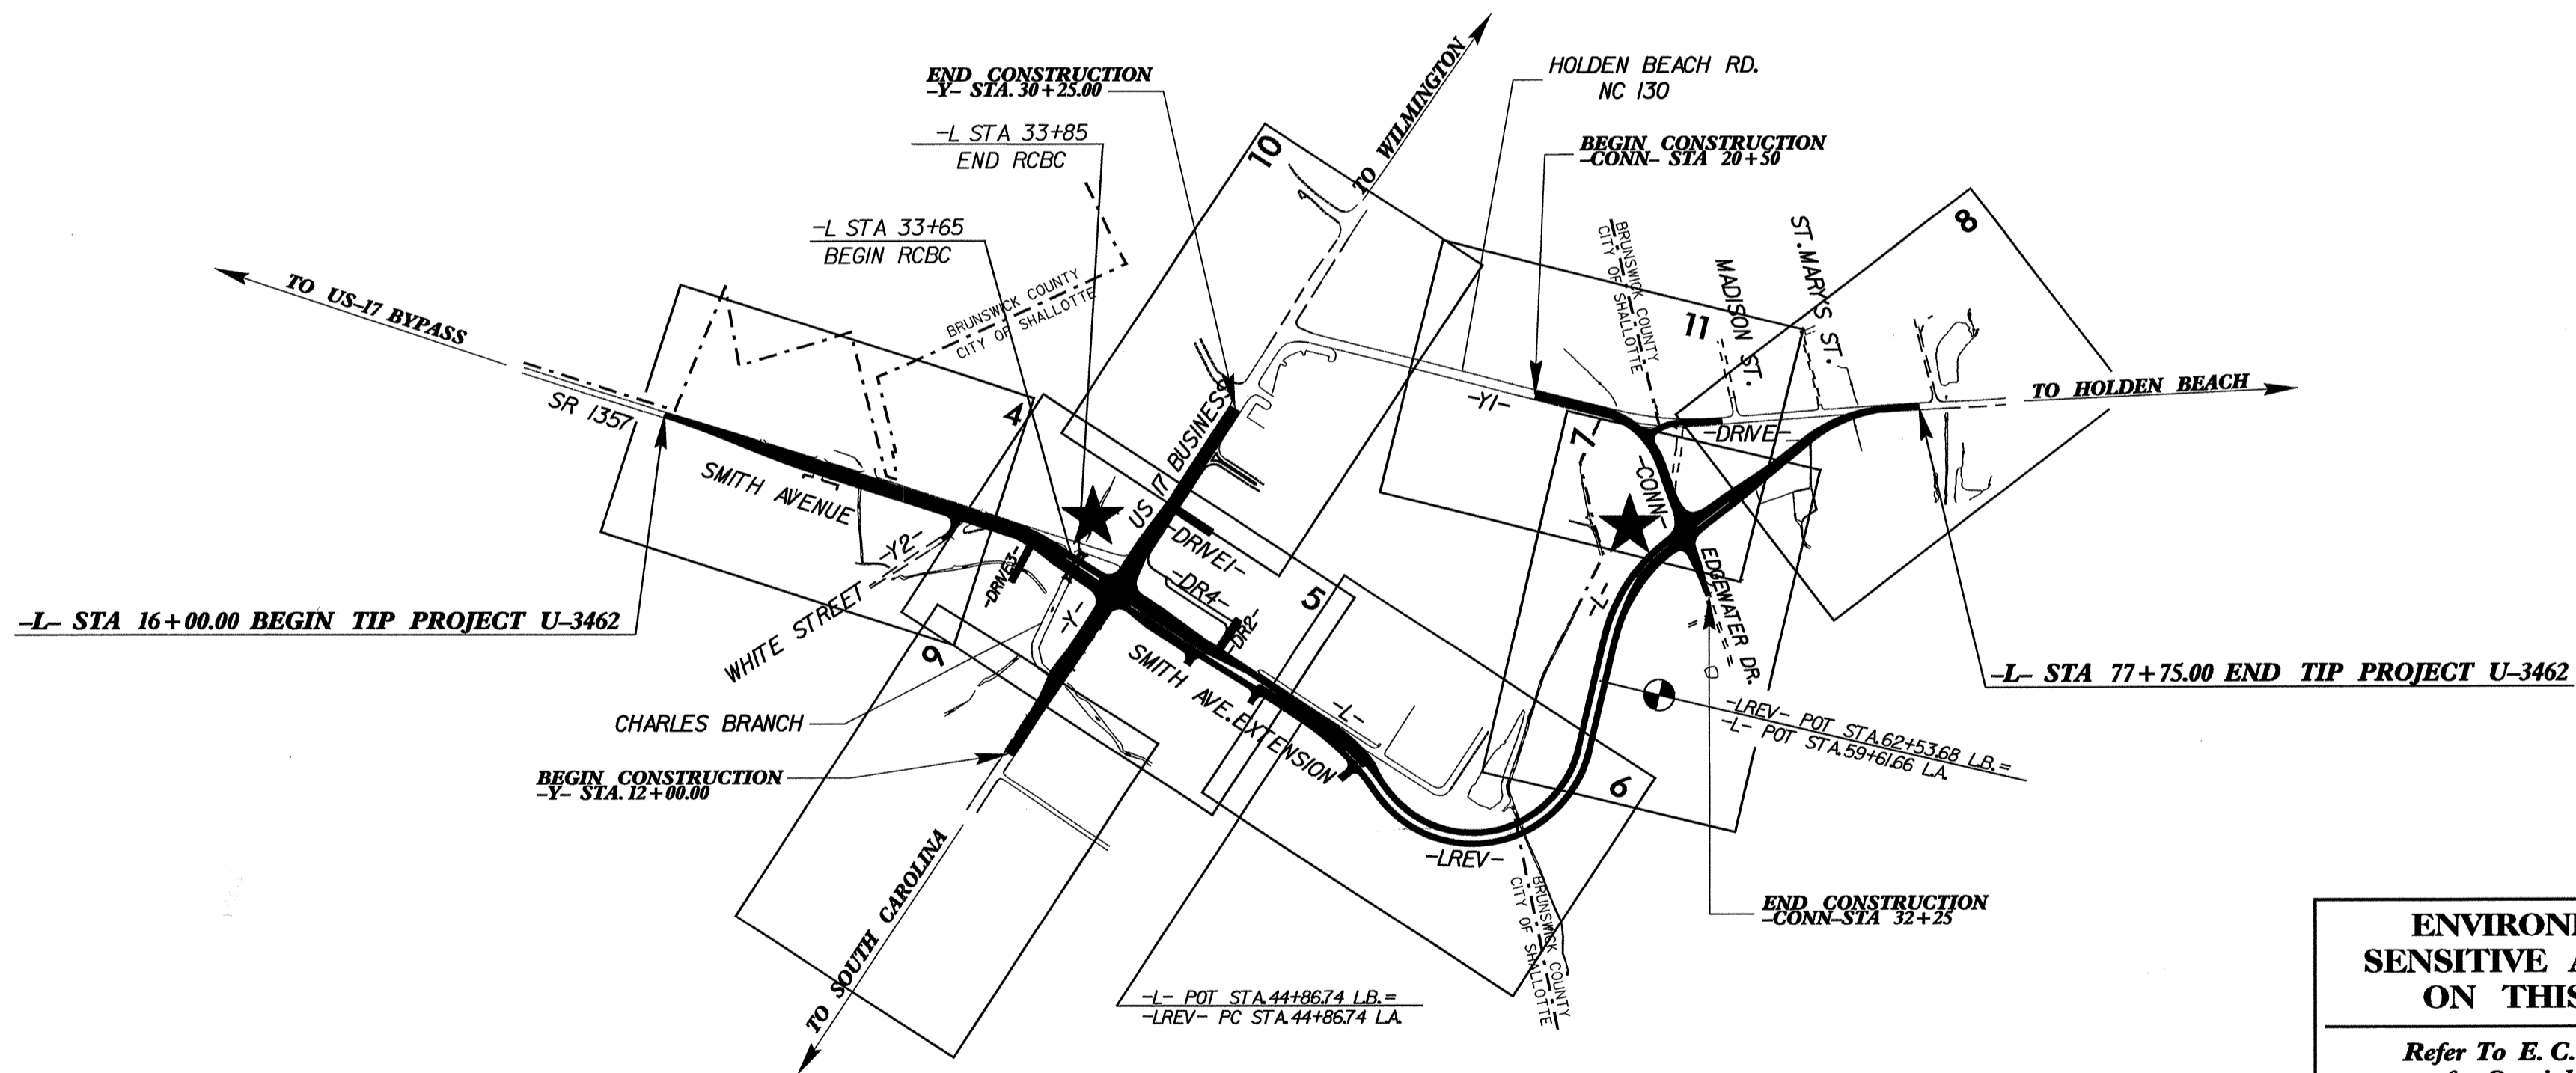 END CONSTRUCTION
-Y- STA. 30+25.00
-L STA 33+85
END RCBC
-L STA 33+65
BEGIN RCBC
HOLDEN BEACH RD.
NC 130
BEGIN CONSTRUCTION
-CONN- STA 20+50
TO WILMINGTON
10
8
ST. MARY'S ST.
MADISON ST.
11
BRUNSWICK COUNTY
CITY OF SHALLOTTE
BRUNSWICK COUNTY
CITY OF SHALLOTTE
TO US-17 BYPASS
SR 1357
4
US 17 BUSINESS
-Y1-
-DRIVE-
TO HOLDEN BEACH
7
-CONN-
SMITH AVENUE
-Y2-
WHITE STREET
-DRIVE3-
-Y-
-DRIVE1-
-DR4-
-DR2-
5
-L-
EDGEWATER DR.
-L- STA 16+00.00 BEGIN TIP PROJECT U-3462
9
SMITH AVE. EXTENSION
-L-
-L- STA 77+75.00 END TIP PROJECT U-3462
-LREV- POT STA.62+53.68 L.B.=
-L- POT STA.59+61.66 L.A.
CHARLES BRANCH
BEGIN CONSTRUCTION
-Y- STA. 12+00.00
6
-LREV-
BRUNSWICK COUNTY
CITY OF SHALLOTTE
END CONSTRUCTION
-CONN-STA 32+25
TO SOUTH CAROLINA
-L- POT STA.44+86.74 L.B.=
-LREV- PC STA.44+86.74 L.A.
SENSITIVE
ON THIS
Refer To E. C.